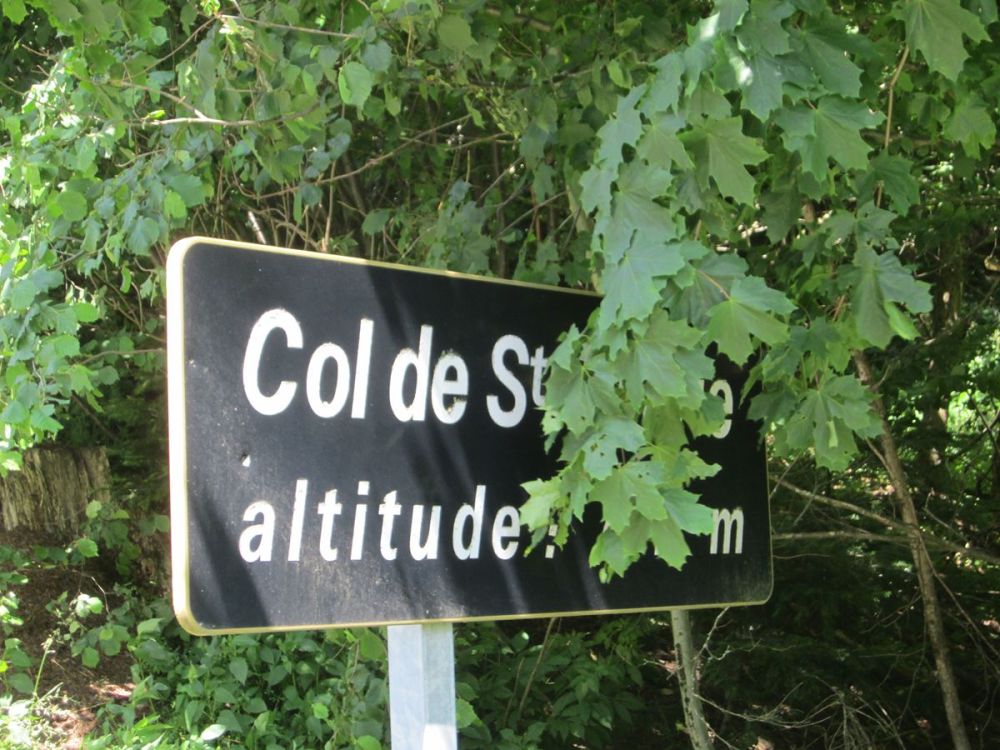 Col de St
altitude : m